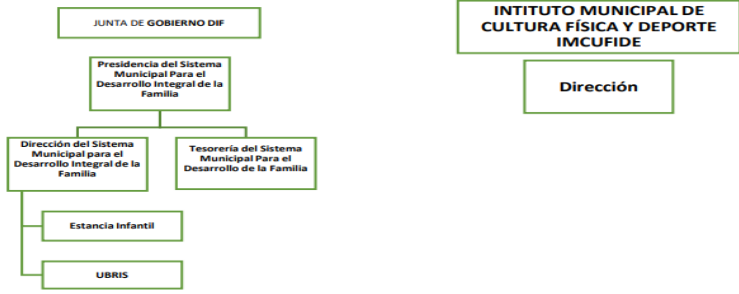 JUNTA DE GOBIERNO DIF
Presidencia del Sistema
Municipal Para el
Desarrollo Integral de la
Familia
Dirección del Sistema
Municipal para el
Desarrollo Integral de la
Familia
Tesorería del Sistema
Municipal Para el
Desarrollo de la Familia
Estancia Infantil
UBRIS
INTITUTO MUNICIPAL DE
CULTURA FÍSICA Y DEPORTE
IMCUFIDE
Dirección